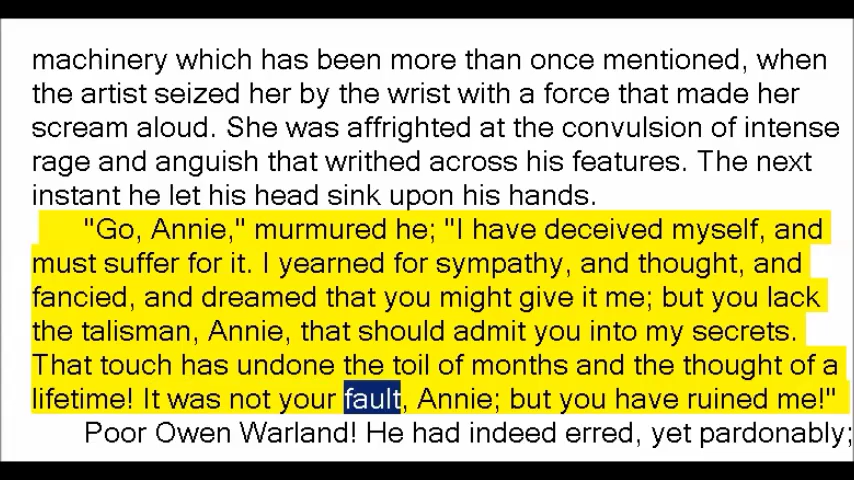 machinery which has been more than once mentioned, when
the artist seized her by the wrist with a force that made her
scream aloud. She was affrighted at the convulsion of intense
rage and anguish that writhed across his features. The next
instant he let his head sink upon his hands.
"Go, Annie," murmured he; "I have deceived myself, and
must suffer for it. I yearned for sympathy, and thought, and
fancied, and dreamed that you might give it me; but you lack
the talisman, Annie, that should admit you into my secrets.
That touch has undone the toil of months and the thought of a
lifetime! It was not your fault, Annie; but you have ruined me!"
Poor Owen Warland! He had indeed erred, yet pardonably;